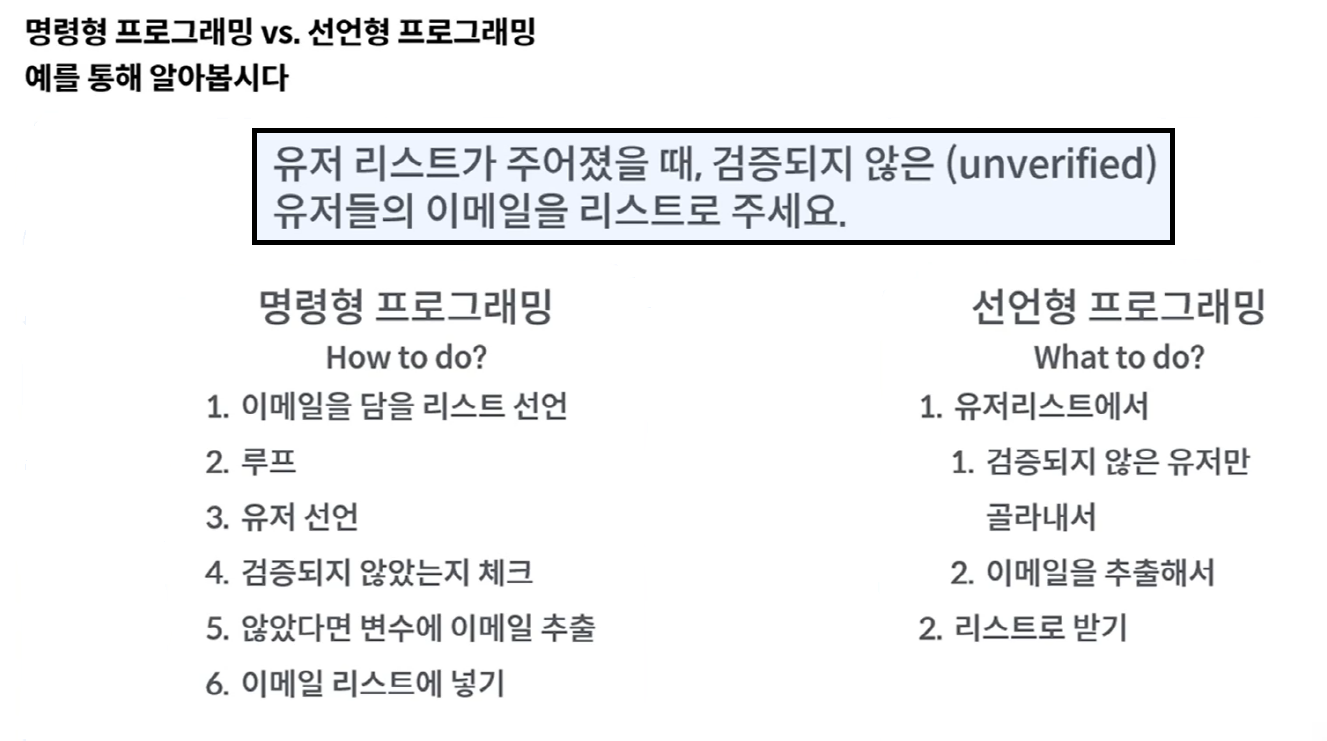 명령형 프로그래밍 vs. 선언형 프로그래밍
예를 통해 알아봅시다
유저 리스트가 주어졌을 때, 검증되지 않은 (unverified)
유저들의 이메일을 리스트로 주세요.
명령형 프로그래밍
How to do?
1. 이메일을 담을 리스트 선언
2. 루프
3. 유저 선언
4. 검증되지 않았는지 체크
5. 않았다면 변수에 이메일 추출
6. 이메일 리스트에 넣기
선언형 프로그래밍
What to do?
1. 유저리스트에서
1. 검증되지 않은 유저만
골라내서
2. 이메일을 추출해서
2. 리스트로 받기